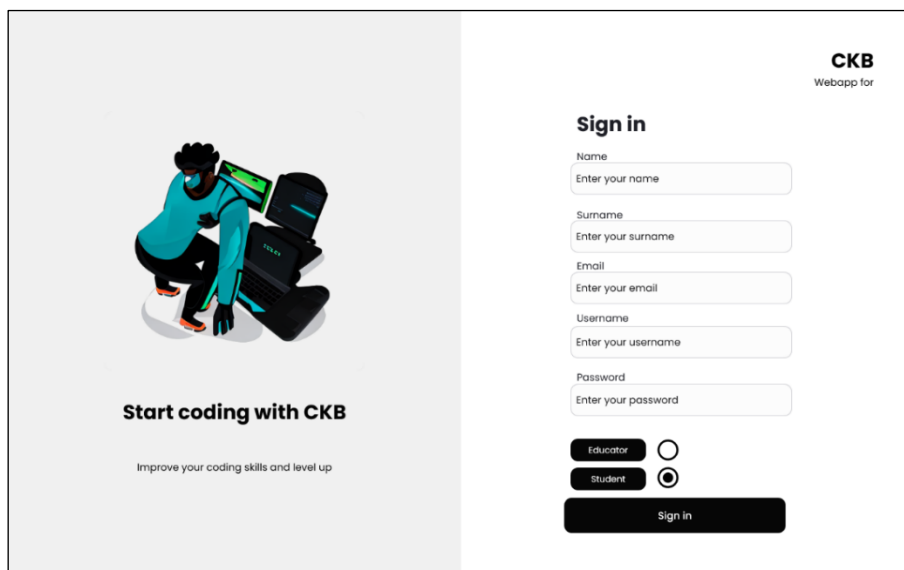 Start coding with CKB
Improve your coding skills and level up
CKB
Webapp for
Sign in
Name
Enter your name
Surname
Enter your surname
Email
Enter your email
Username
Enter your username
Password
Enter your password
Educator
Student
Sign in